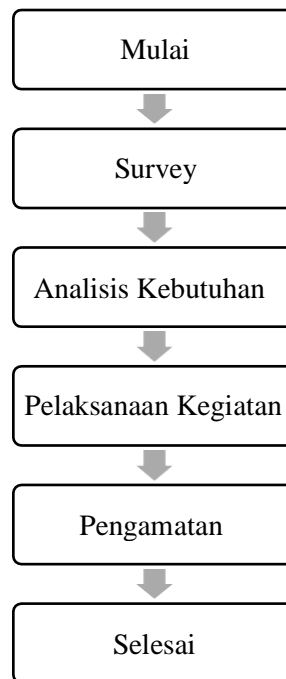 Mulai
Survey
Analisis Kebutuhan
Pelaksanaan Kegiatan
Pengamatan
Selesai